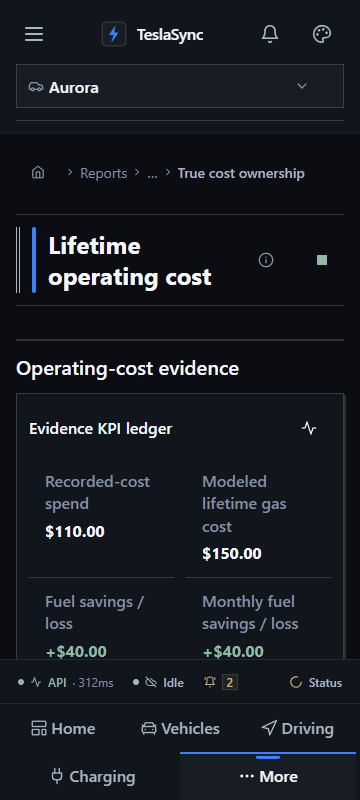 TeslaSync
Aurora
Reports
...
True cost ownership
Lifetime
operating cost
Operating-cost evidence
Evidence KPI ledger
Recorded-cost
spend
$110.00
Modeled
lifetime gas
cost
$150.00
Fuel savings /
loss
+$40.00
Monthly fuel
savings / loss
+$40.00
API · 312ms
Idle
2
Status
Home
Vehicles
Driving
Charging
More